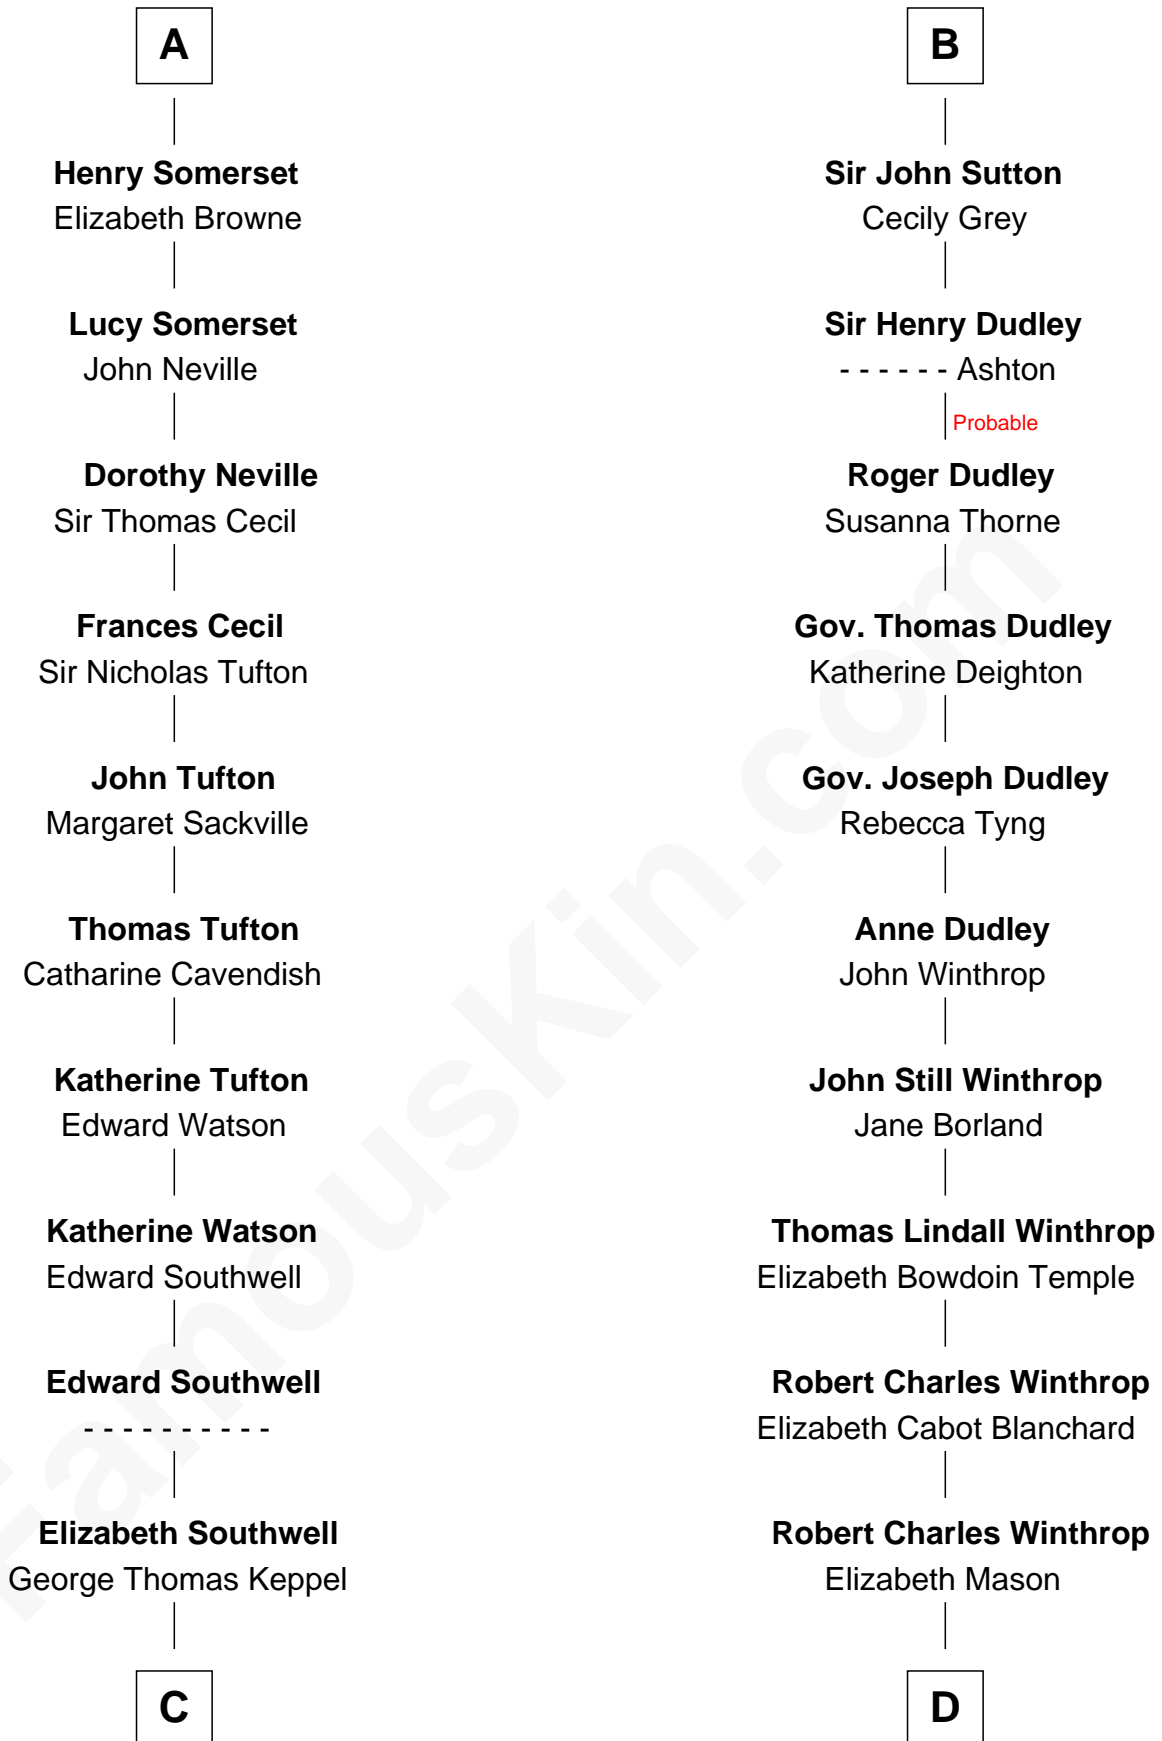 A
Henry Somerset
Elizabeth Browne
Lucy Somerset
John Neville
Dorothy Neville
Sir Thomas Cecil
Frances Cecil
Sir Nicholas Tufton
John Tufton
Margaret Sackville
Thomas Tufton
Catharine Cavendish
Katherine Tufton
Edward Watson
Katherine Watson
Edward Southwell
Edward Southwell
- - - - - - - - - -
Elizabeth Southwell
George Thomas Keppel
C
B
Sir John Sutton
Cecily Grey
Sir Henry Dudley
- - - - - - Ashton
Probable
Roger Dudley
Susanna Thorne
Gov. Thomas Dudley
Katherine Deighton
Gov. Joseph Dudley
Rebecca Tyng
Anne Dudley
John Winthrop
John Still Winthrop
Jane Borland
Thomas Lindall Winthrop
Elizabeth Bowdoin Temple
Robert Charles Winthrop
Elizabeth Cabot Blanchard
Robert Charles Winthrop
Elizabeth Mason
D
FamousKin.com